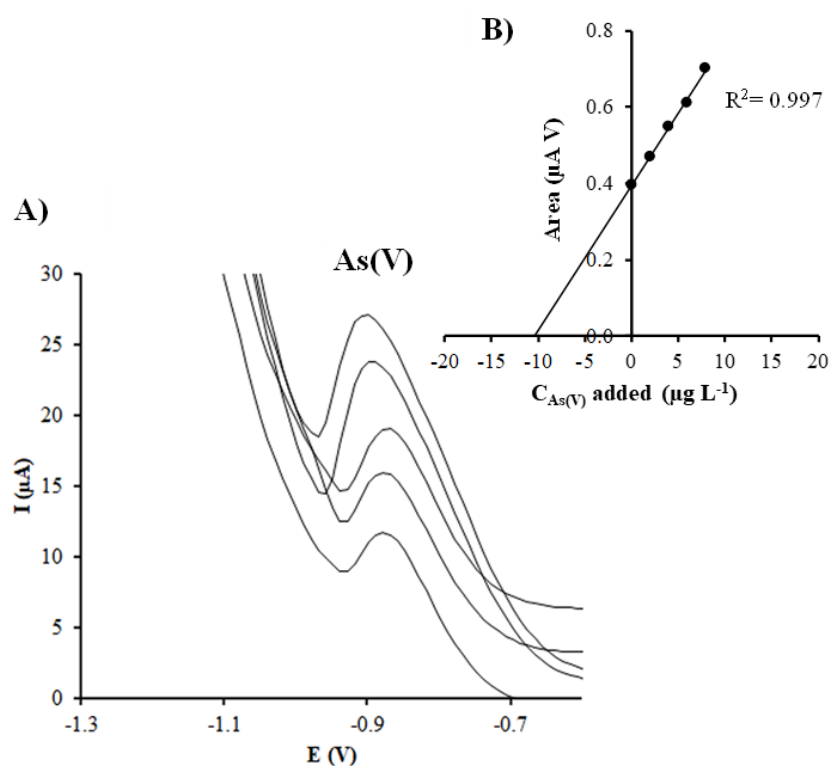 B)
0.8
0.6
0.4
0.2
0.0
Area (µA V)
R²= 0.997
-20 -15 -10 -5 0 5 10 15 20
C_As(V) added (µg L⁻¹)
A)
As(V)
30
25
20
15
10
5
0
I (µA)
-1.3 -1.1 -0.9 -0.7
E (V)